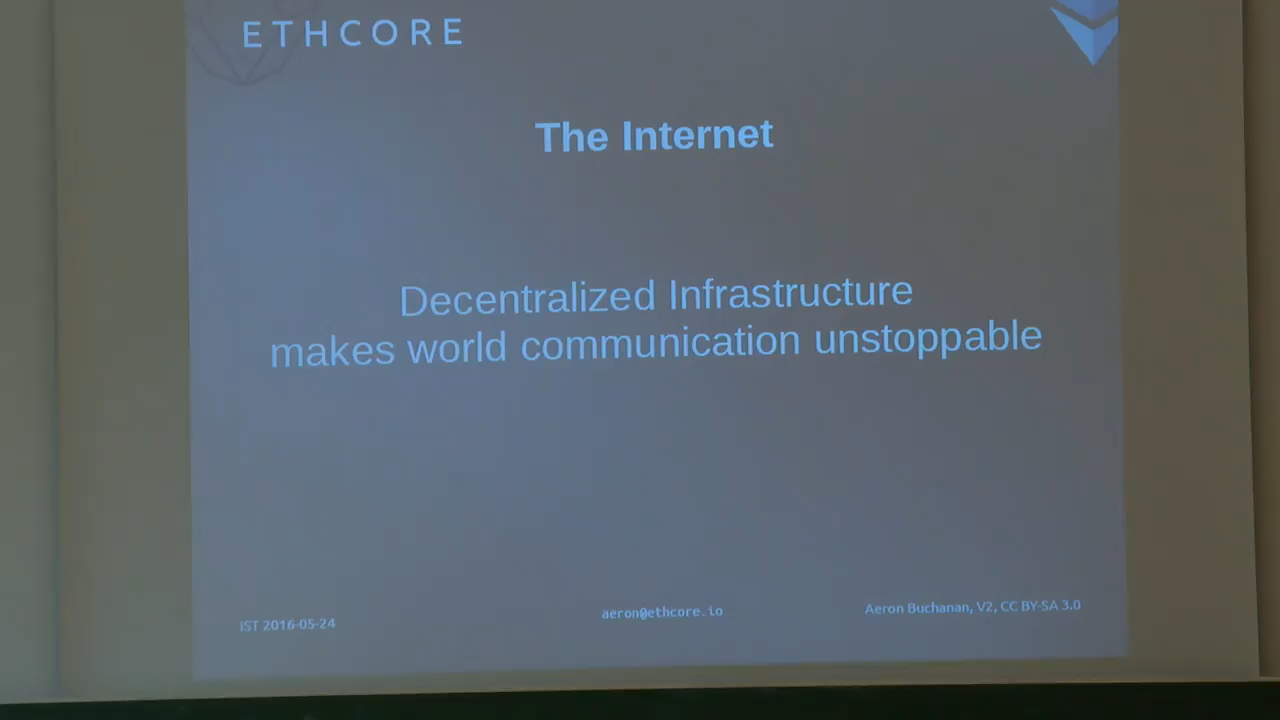 ETHCORE
The Internet
Decentralized Infrastructure
makes world communication unstoppable
IST 2016-05-24
aeron@ethcore.io
Aeron Buchanan, V2, CC BY-SA 3.0